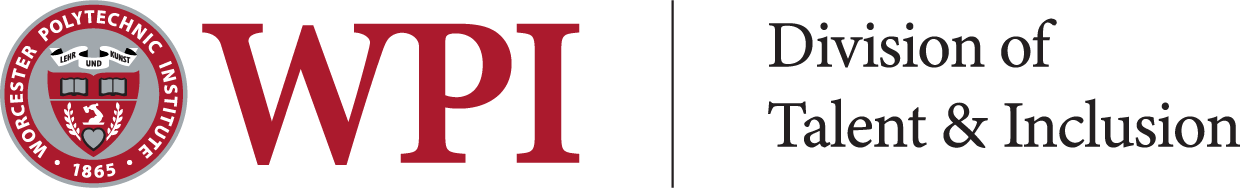 WORCESTER POLYTECHNIC INSTITUTE
LEHR UND KUNST
· 1865 ·
WPI
Division of
Talent & Inclusion